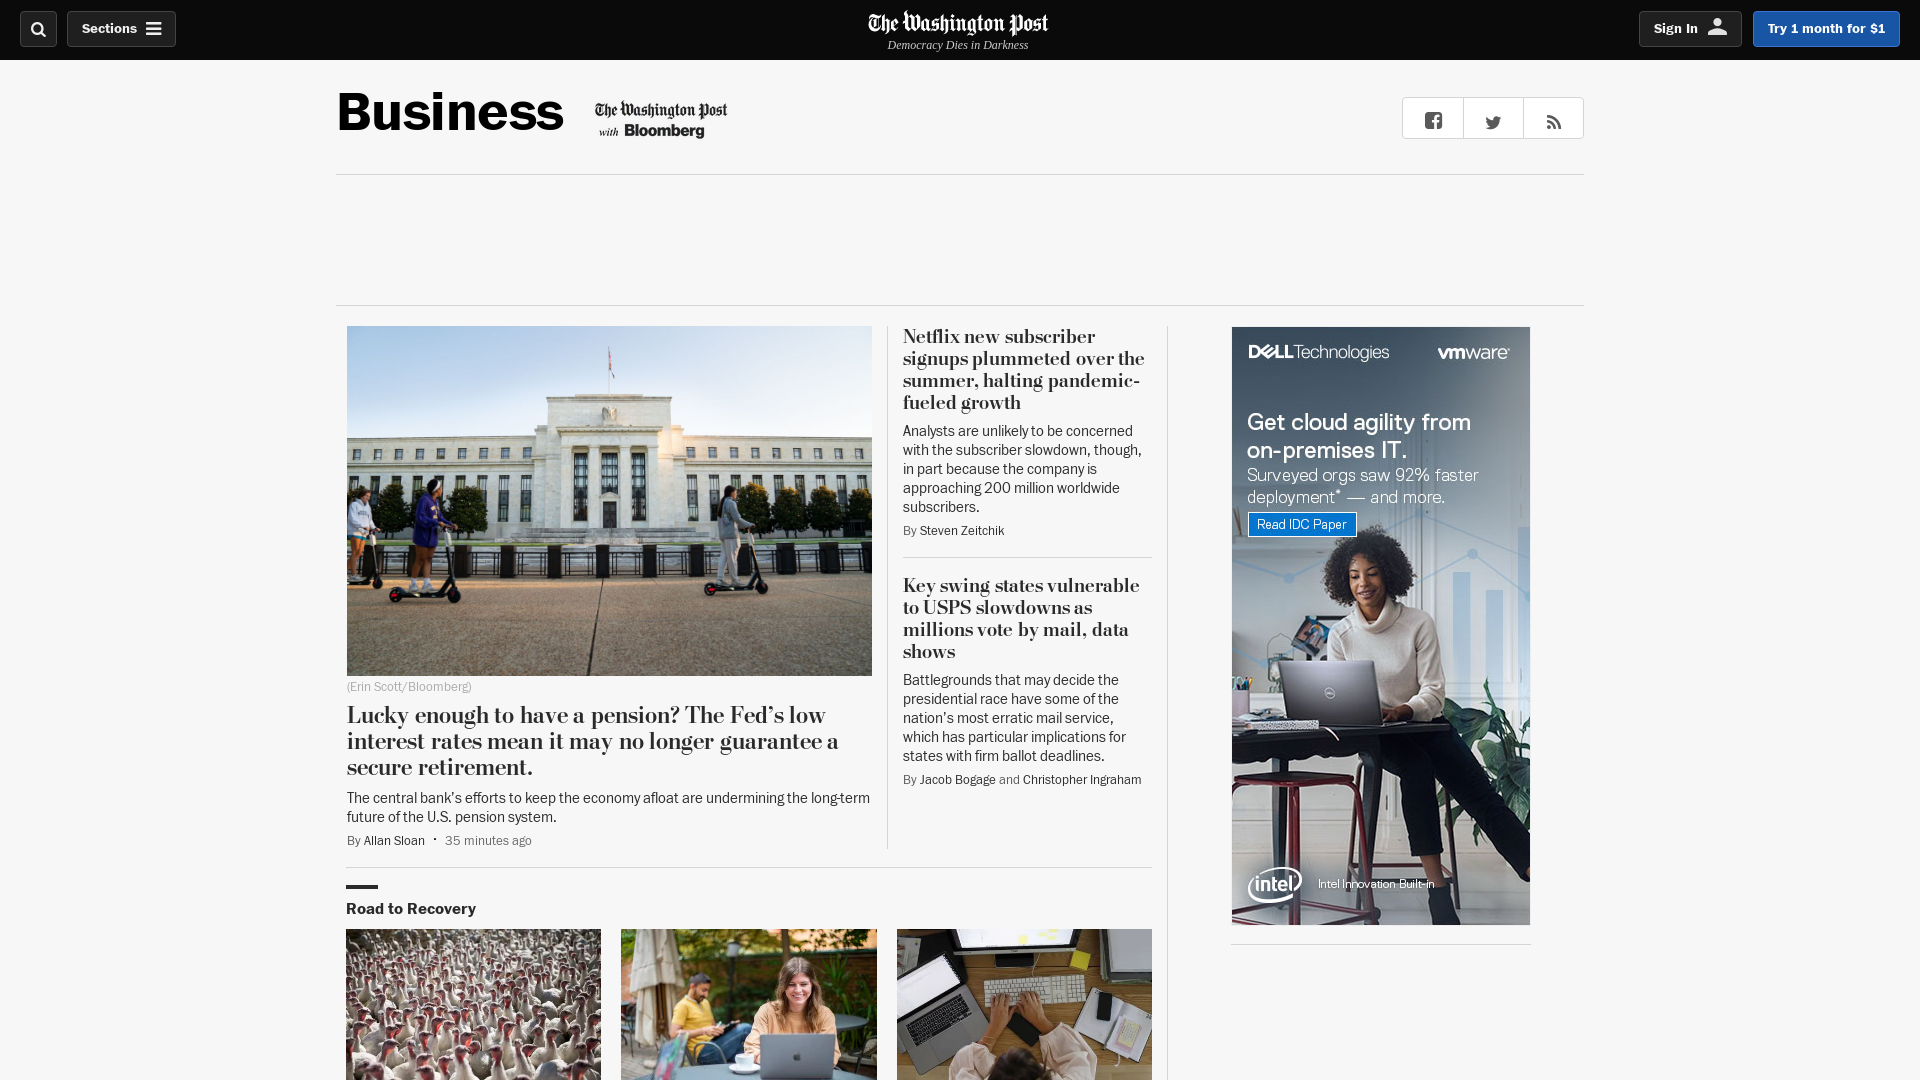 Sections
The Washington Post
Democracy Dies in Darkness
Sign In
Try 1 month for $1
Business
The Washington Post
with Bloomberg
(Erin Scott/Bloomberg)
Lucky enough to have a pension? The Fed’s low
interest rates mean it may no longer guarantee a
secure retirement.
The central bank’s efforts to keep the economy afloat are undermining the long-term
future of the U.S. pension system.
By Allan Sloan · 35 minutes ago
Netflix new subscriber
signups plummeted over the
summer, halting pandemic-
fueled growth
Analysts are unlikely to be concerned
with the subscriber slowdown, though,
in part because the company is
approaching 200 million worldwide
subscribers.
By Steven Zeitchik
Key swing states vulnerable
to USPS slowdowns as
millions vote by mail, data
shows
Battlegrounds that may decide the
presidential race have some of the
nation’s most erratic mail service,
which has particular implications for
states with firm ballot deadlines.
By Jacob Bogage and Christopher Ingraham
DELLTechnologies
vmware
Get cloud agility from
on-premises IT.
Surveyed orgs saw 92% faster
deployment* — and more.
Read IDC Paper
intel
Intel Innovation Built-in
Road to Recovery